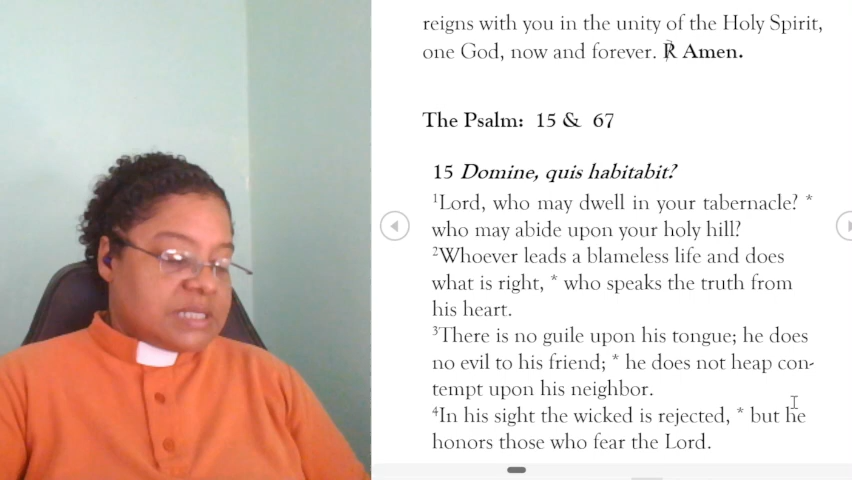 reigns with you in the unity of the Holy Spirit,
one God, now and forever. ℟ Amen.
The Psalm: 15 & 67
15 Domine, quis habitabit?
¹Lord, who may dwell in your tabernacle? *
who may abide upon your holy hill?
²Whoever leads a blameless life and does
what is right, * who speaks the truth from
his heart.
³There is no guile upon his tongue; he does
no evil to his friend; * he does not heap con-
tempt upon his neighbor.
⁴In his sight the wicked is rejected, * but he
honors those who fear the Lord.